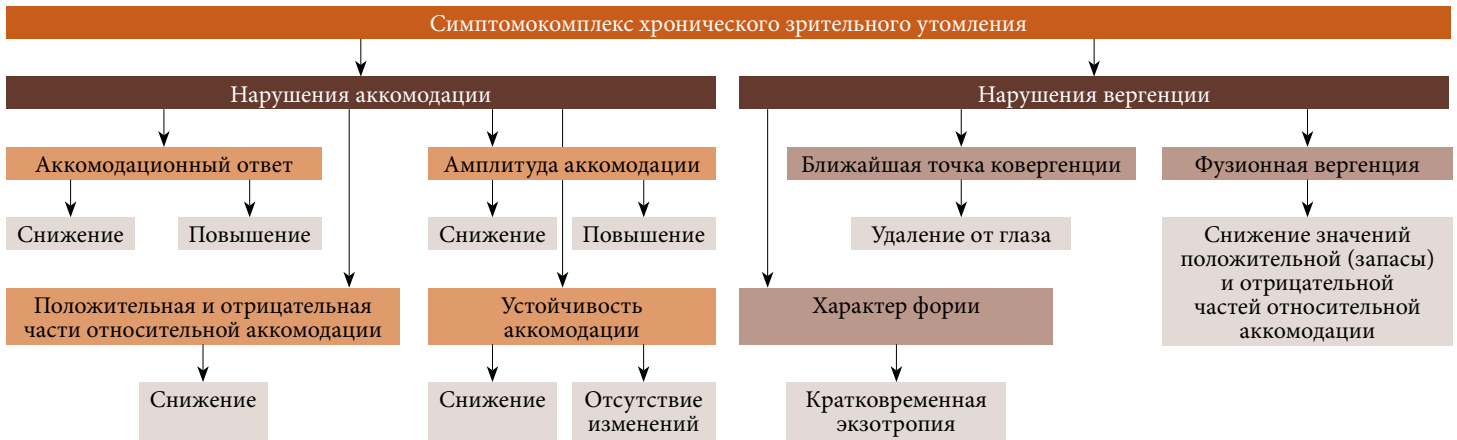 Симптомокомплекс хронического зрительного утомления
Нарушения аккомодации
Нарушения вергенции
Аккомодационный ответ
Амплитуда аккомодации
Ближайшая точка ковергенции
Фузионная вергенция
Снижение
Повышение
Снижение
Повышение
Удаление от глаза
Снижение значений
положительной (запасы)
и отрицательной
частей относительной
аккомодации
Положительная и отрицательная
части относительной аккомодации
Устойчивость
аккомодации
Характер фории
Снижение
Снижение
Отсутствие
изменений
Кратковременная
экзотропия